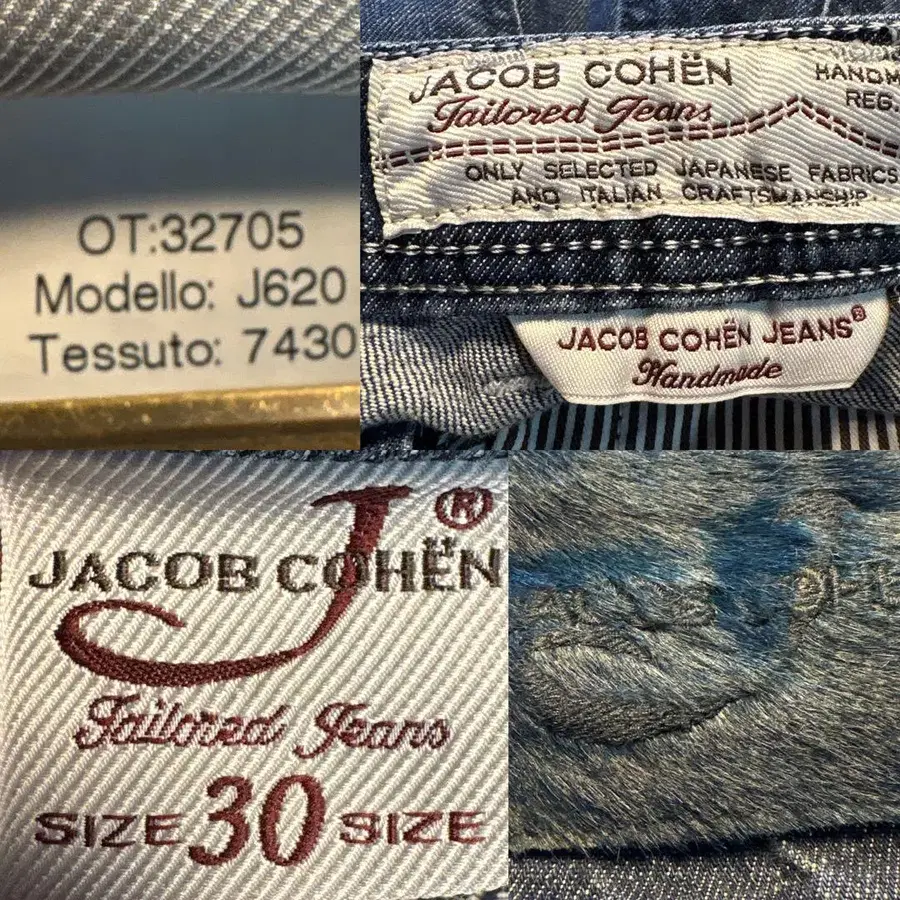 OT:32705
Modello: J620
Tessuto: 7430
JACOB COHËN
Tailored Jeans
HANDM
REG.
ONLY SELECTED JAPANESE FABRICS
AND ITALIAN CRAFTSMANSHIP
JACOB COHËN JEANS®
Handmade
J®
JACOB COHËN
Tailored Jeans
SIZE 30 SIZE